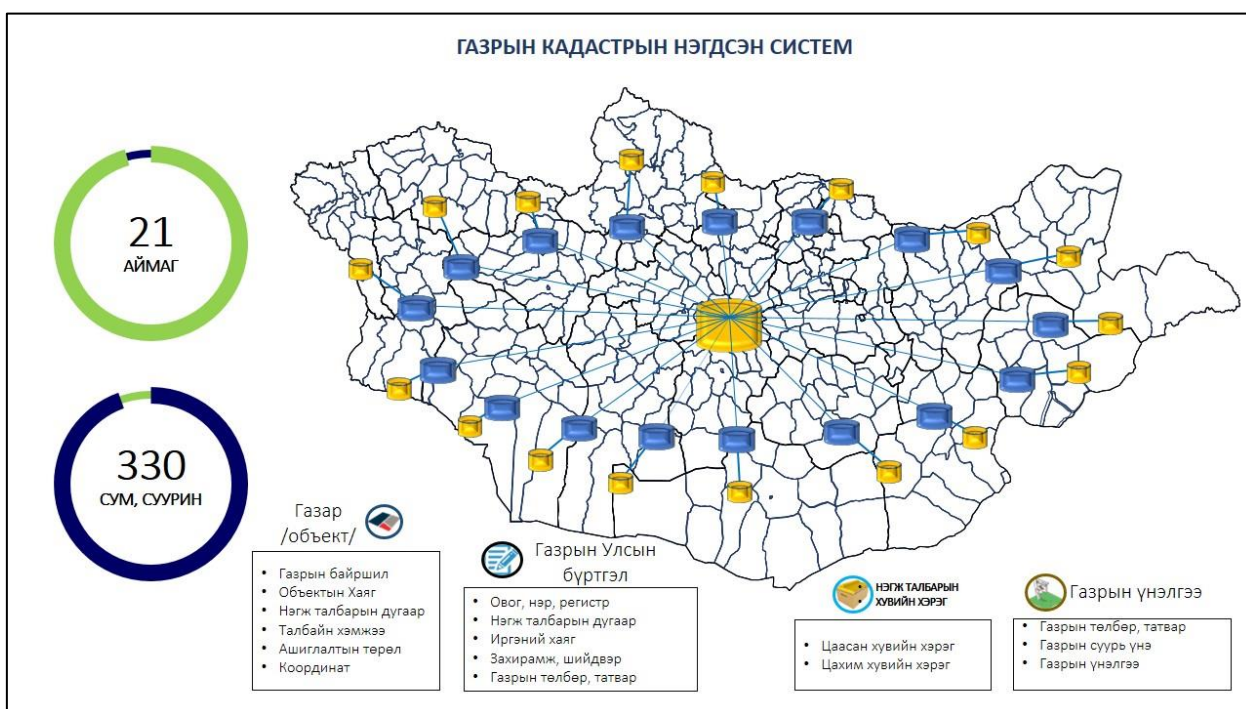 ГАЗРЫН КАДАСТРЫН НЭГДСЭН СИСТЕМ
21
АЙМАГ
330
СУМ, СУУРИН
Газар
/объект/
• Газрын байршил
• Объектын Хаяг
• Нэгж талбарын дугаар
• Талбайн хэмжээ
• Ашиглалтын төрөл
• Координат
Газрын Улсын
бүртгэл
• Овог, нэр, регистр
• Нэгж талбарын дугаар
• Иргэний хаяг
• Захирамж, шийдвэр
• Газрын төлбөр, татвар
НЭГЖ ТАЛБАРЫН
ХУВИЙН ХЭРЭГ
• Цаасан хувийн хэрэг
• Цахим хувийн хэрэг
Газрын үнэлгээ
• Газрын төлбөр, татвар
• Газрын суурь үнэ
• Газрын үнэлгээ